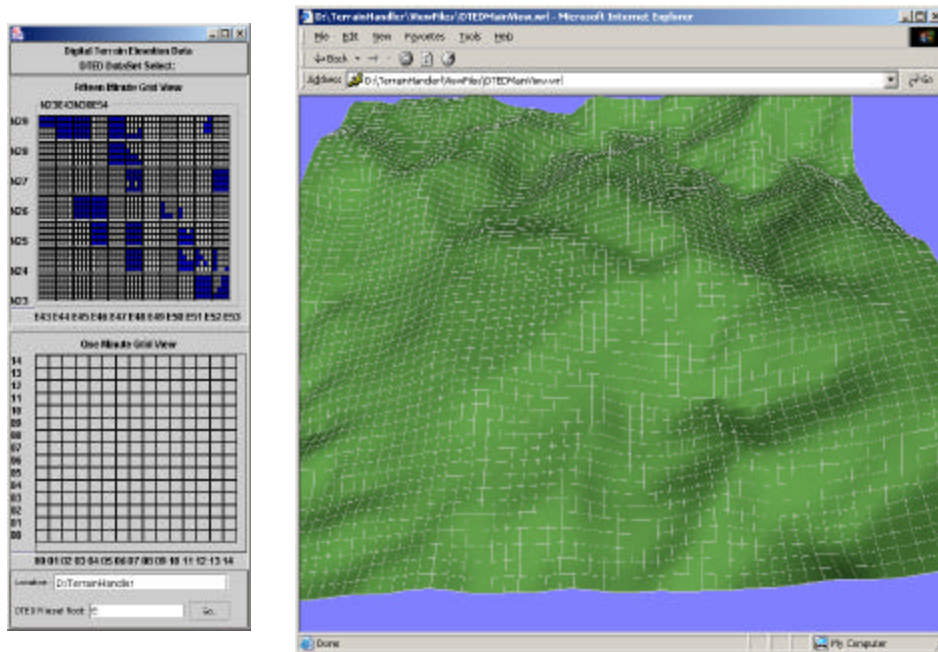 Digital Terrain Elevation Data
DTED DataSet Select:
Fifteen Minute Grid View
N23E43N30E54
N29
N28
N27
N26
N25
N24
N23
E43 E44 E45 E46 E47 E48 E49 E50 E51 E52 E53
One Minute Grid View
14
13
12
11
10
09
08
07
06
05
04
03
02
01
00
00 01 02 03 04 05 06 07 08 09 10 11 12 13 14
Location: D:/TerrainHandler
DTED Fileset Root: e:
Go..
D:\TerrainHandler\ViewFiles\DTEDMainView.wrl - Microsoft Internet Explorer
File Edit View Favorites Tools Help
Back
Address D:\TerrainHandler\ViewFiles\DTEDMainView.wrl
Go
Done
My Computer